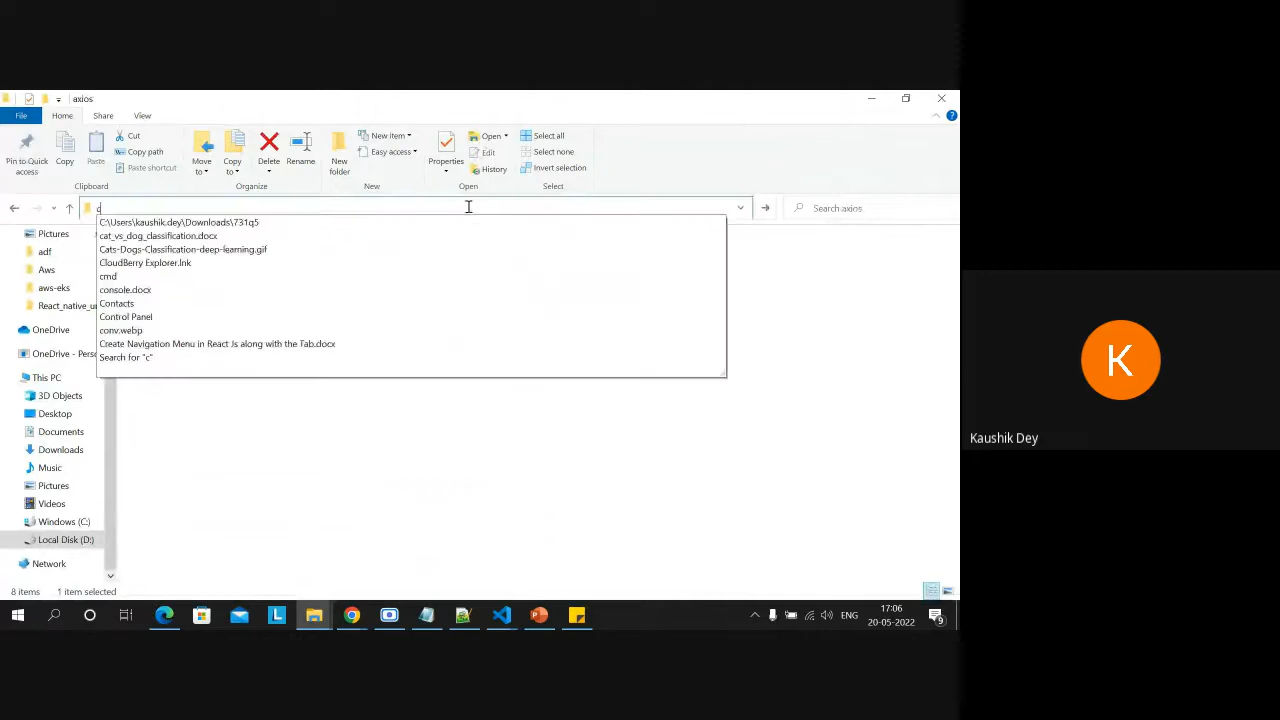 axios
File Home Share View
Pin to Quick access
Copy
Paste
Cut
Copy path
Paste shortcut
Move to
Copy to
Delete
Rename
New folder
New item
Easy access
Properties
Open
Edit
History
Select all
Select none
Invert selection
Clipboard Organize New Open Select
c
Search axios
C:\Users\kaushik.dey\Downloads\731q5
cat_vs_dog_classification.docx
Cats-Dogs-Classification-deep-learning.gif
CloudBerry Explorer.lnk
cmd
console.docx
Contacts
Control Panel
conv.webp
Create Navigation Menu in React Js along with the Tab.docx
Search for "c"
Pictures
adf
Aws
aws-eks
React_native_u
OneDrive
OneDrive - Pers
This PC
3D Objects
Desktop
Documents
Downloads
Music
Pictures
Videos
Windows (C:)
Local Disk (D:)
Network
8 items 1 item selected
L
ENG
17:06
20-05-2022
9
K
Kaushik Dey